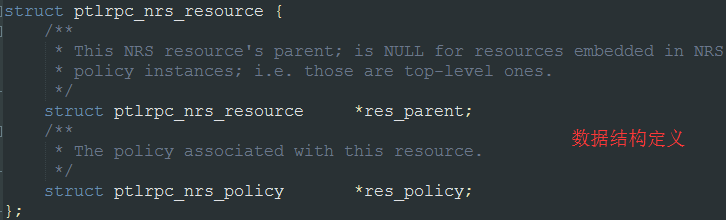 struct ptlrpc_nrs_resource {
/**
* This NRS resource's parent; is NULL for resources embedded in NRS
* policy instances; i.e. those are top-level ones.
*/
struct ptlrpc_nrs_resource *res_parent;
/**
* The policy associated with this resource.
数据结构定义
*/
struct ptlrpc_nrs_policy *res_policy;
};